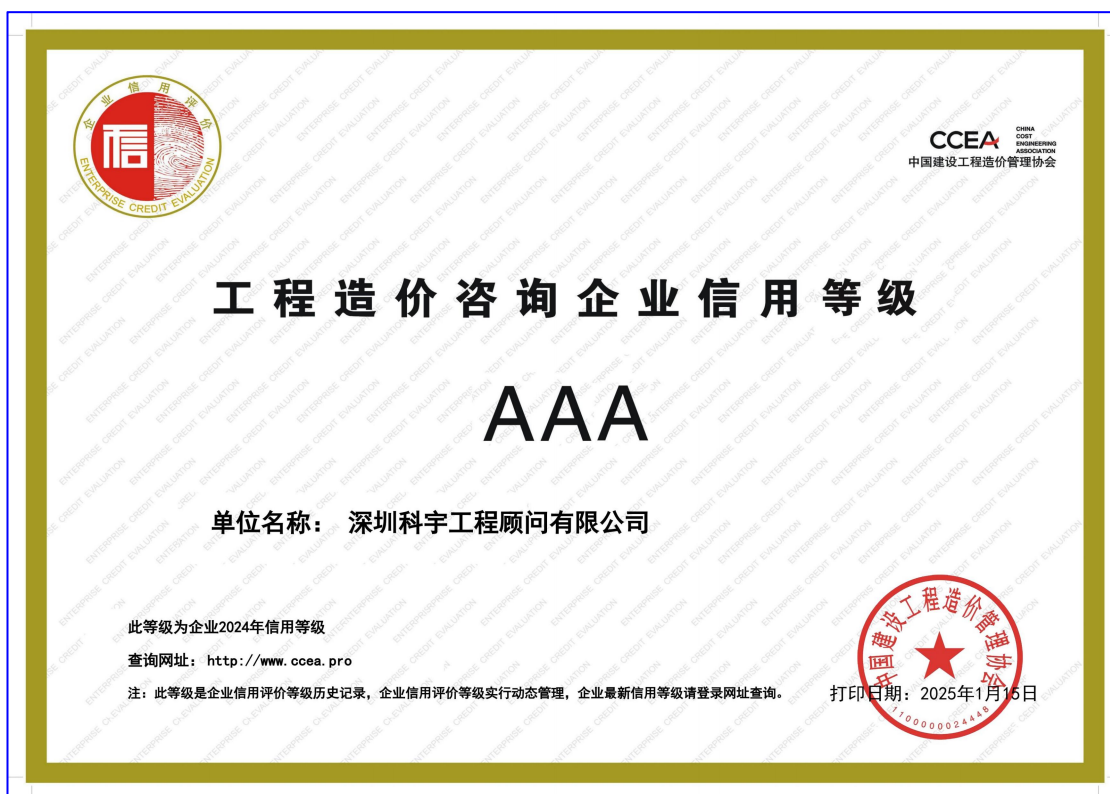 企业信用评价
信
ENTERPRISE CREDIT EVALUATION
CCEA
CHINA
COST
ENGINEERING
ASSOCIATION
中国建设工程造价管理协会
工程造价咨询企业信用等级
AAA
单位名称： 深圳科宇工程顾问有限公司
此等级为企业2024年信用等级
查询网址：http://www.ccea.pro
注：此等级是企业信用评价等级历史记录，企业信用评价等级实行动态管理，企业最新信用等级请登录网址查询。
打印日期：2025年1月15日
中国建设工程造价管理协会
1100000024448